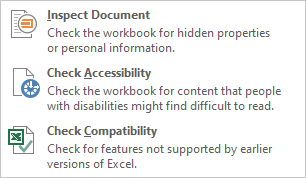 Inspect Document
Check the workbook for hidden properties
or personal information.
Check Accessibility
Check the workbook for content that people
with disabilities might find difficult to read.
Check Compatibility
Check for features not supported by earlier
versions of Excel.